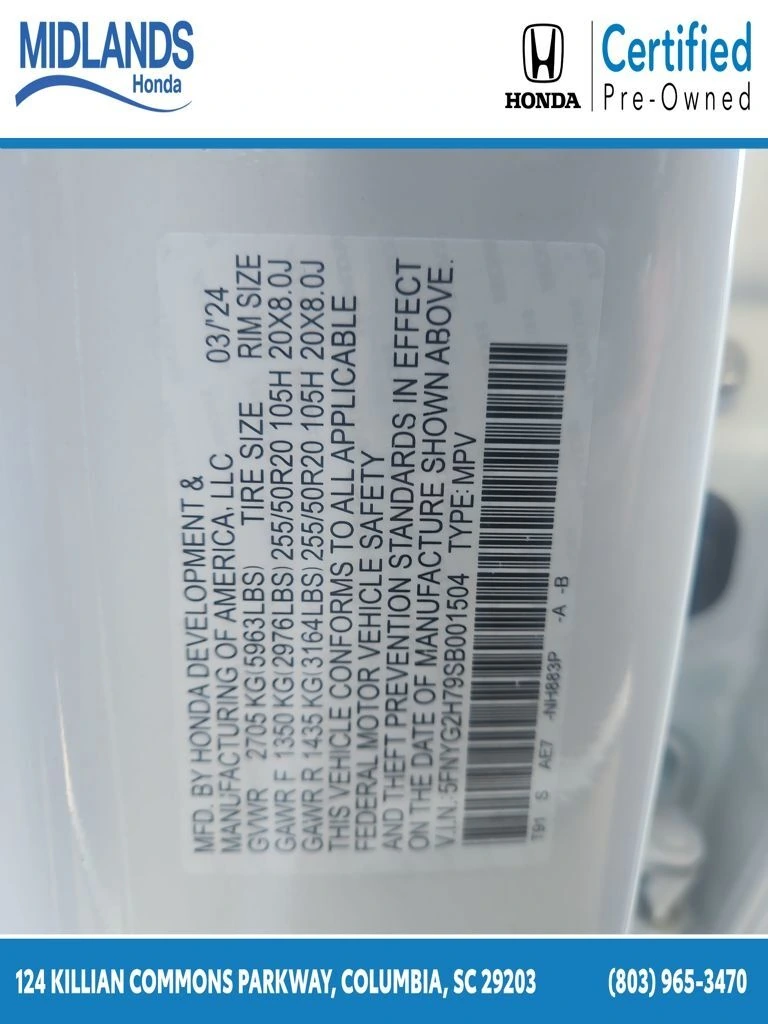 MIDLANDS
Honda
HONDA
Certified
Pre-Owned
MFD. BY HONDA DEVELOPMENT &
MANUFACTURING OF AMERICA, LLC 03/'24
GVWR 2705 KG(5963LBS) TIRE SIZE RIM SIZE
GAWR F 1350 KG(2976LBS) 255/50R20 105H 20X8.0J
GAWR R 1435 KG(3164LBS) 255/50R20 105H 20X8.0J
THIS VEHICLE CONFORMS TO ALL APPLICABLE
FEDERAL MOTOR VEHICLE SAFETY
AND THEFT PREVENTION STANDARDS IN EFFECT
ON THE DATE OF MANUFACTURE SHOWN ABOVE.
V.I.N.: 5FNYG2H79SB001504 TYPE: MPV
T91 S AE7 -NH883P -A -B
124 KILLIAN COMMONS PARKWAY, COLUMBIA, SC 29203 (803) 965-3470